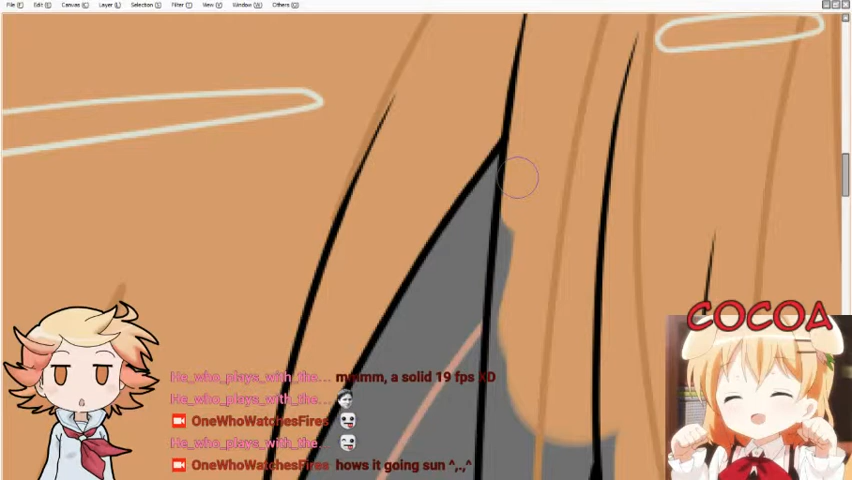 File(F) Edit(E) Canvas(C) Layer(L) Selection(S) Filter(T) View(V) Window(W) Others(O)
COCOA
He_who_plays_with_the... mmmm, a solid 19 fps XD
He_who_plays_with_the...
OneWhoWatchesFires
He_who_plays_with_the...
OneWhoWatchesFires hows it going sun ^,.,^